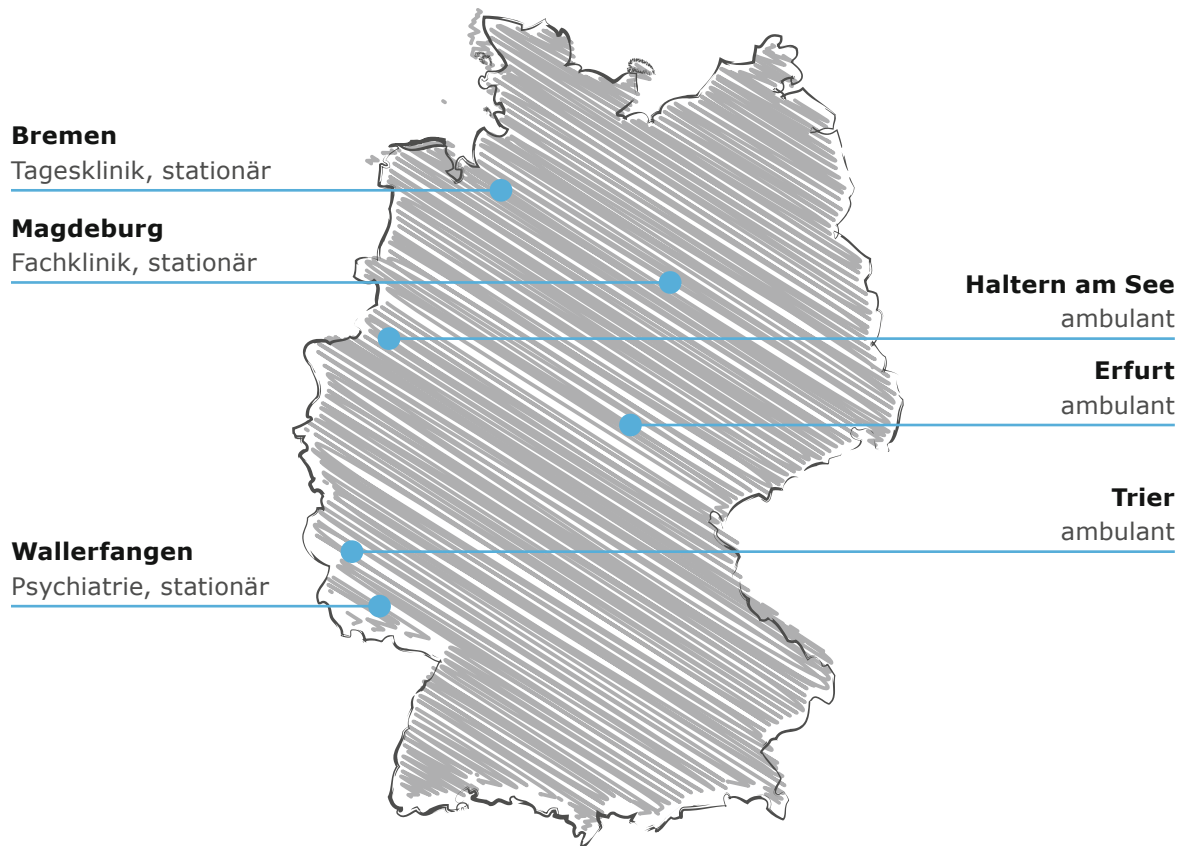 Bremen
Tagesklinik, stationär
Magdeburg
Fachklinik, stationär
Haltern am See
ambulant
Erfurt
ambulant
Trier
ambulant
Wallerfangen
Psychiatrie, stationär